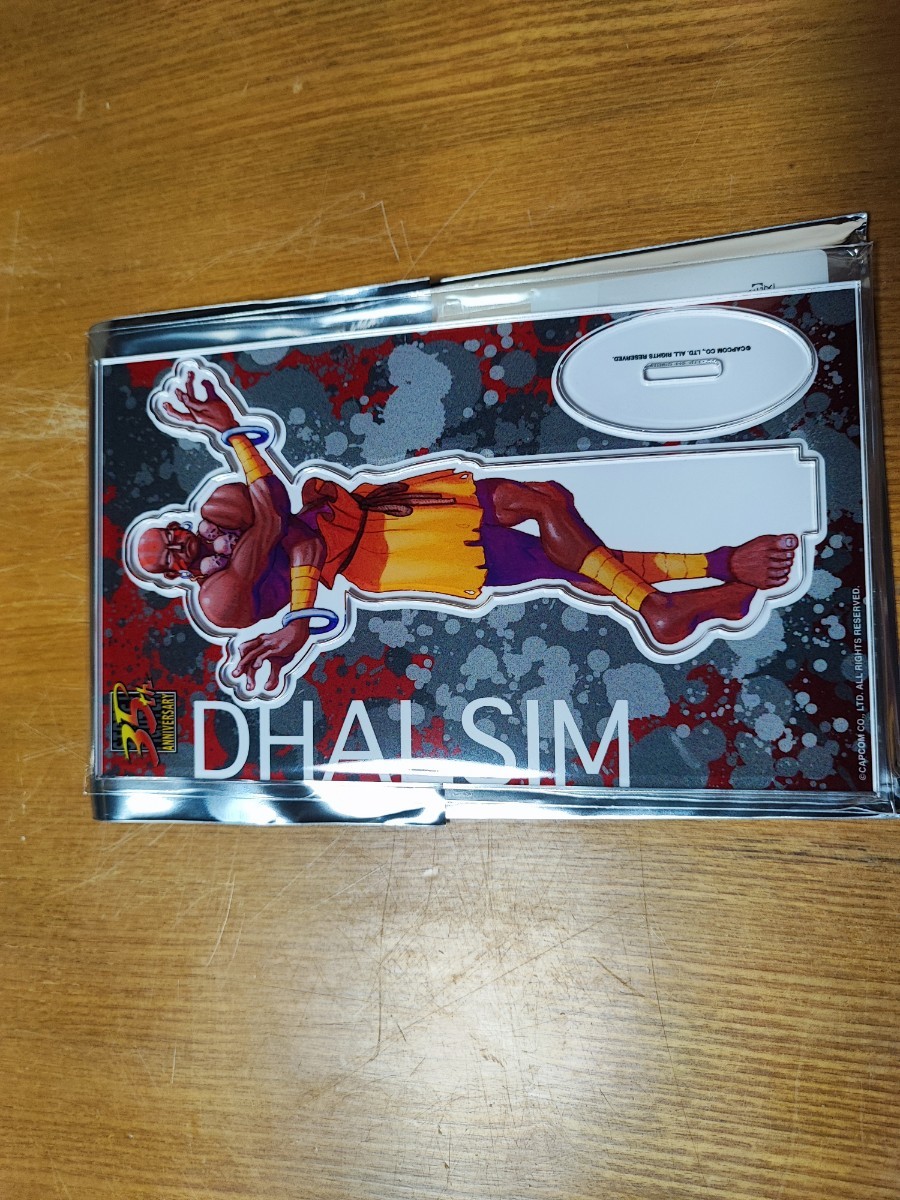 35th
ANNIVERSARY
DHALSIM
©CAPCOM CO., LTD. ALL RIGHTS RESERVED.
©CAPCOM CO., LTD. ALL RIGHTS RESERVED.